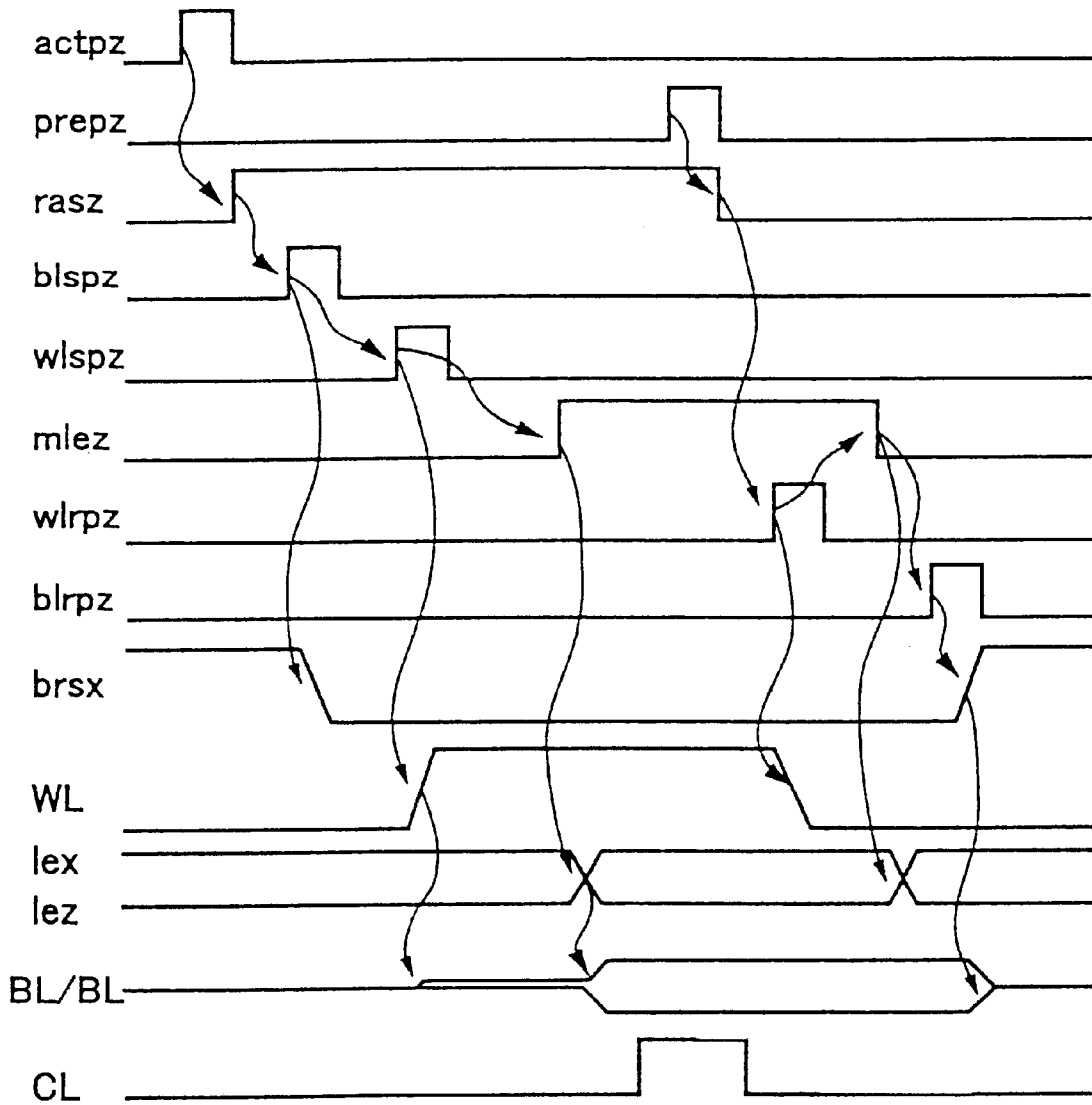 actpz
prepz
rasz
blspz
wlspz
mlez
wlrpz
blrpz
brsx
WL
lex
lez
BL/BL
CL